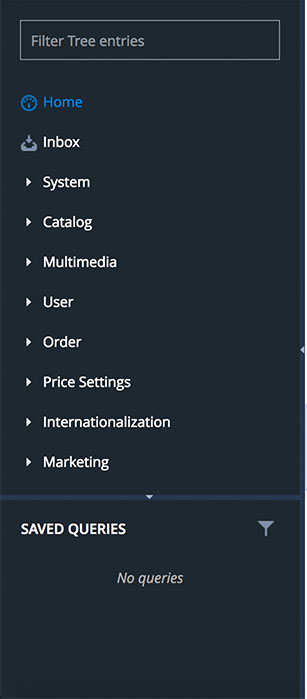 Filter Tree entries
Home
Inbox
System
Catalog
Multimedia
User
Order
Price Settings
Internationalization
Marketing
SAVED QUERIES
No queries